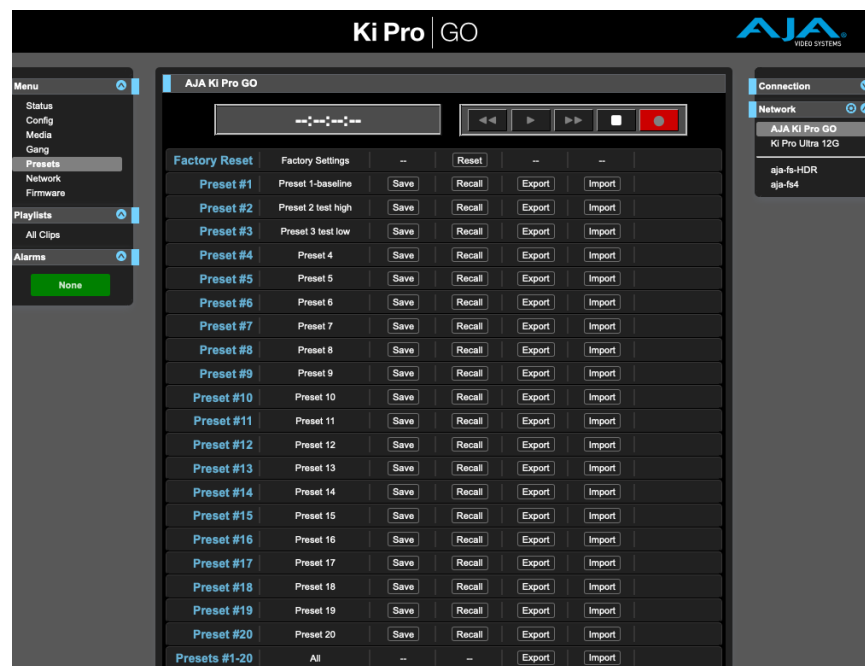 Ki Pro GO
AJA
VIDEO SYSTEMS
Menu
Status
Config
Media
Gang
Presets
Network
Firmware
Playlists
All Clips
Alarms
None
AJA Ki Pro GO
--:--:--:--
Factory Reset Factory Settings -- Reset -- --
Preset #1 Preset 1-baseline Save Recall Export Import
Preset #2 Preset 2 test high Save Recall Export Import
Preset #3 Preset 3 test low Save Recall Export Import
Preset #4 Preset 4 Save Recall Export Import
Preset #5 Preset 5 Save Recall Export Import
Preset #6 Preset 6 Save Recall Export Import
Preset #7 Preset 7 Save Recall Export Import
Preset #8 Preset 8 Save Recall Export Import
Preset #9 Preset 9 Save Recall Export Import
Preset #10 Preset 10 Save Recall Export Import
Preset #11 Preset 11 Save Recall Export Import
Preset #12 Preset 12 Save Recall Export Import
Preset #13 Preset 13 Save Recall Export Import
Preset #14 Preset 14 Save Recall Export Import
Preset #15 Preset 15 Save Recall Export Import
Preset #16 Preset 16 Save Recall Export Import
Preset #17 Preset 17 Save Recall Export Import
Preset #18 Preset 18 Save Recall Export Import
Preset #19 Preset 19 Save Recall Export Import
Preset #20 Preset 20 Save Recall Export Import
Presets #1-20 All -- -- Export Import
Connection
Network
AJA Ki Pro GO
Ki Pro Ultra 12G
aja-fs-HDR
aja-fs4